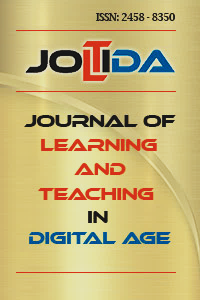 ISSN: 2458 - 8350
JOLTIDA
JOURNAL OF
LEARNING
AND
TEACHING
IN
DIGITAL AGE